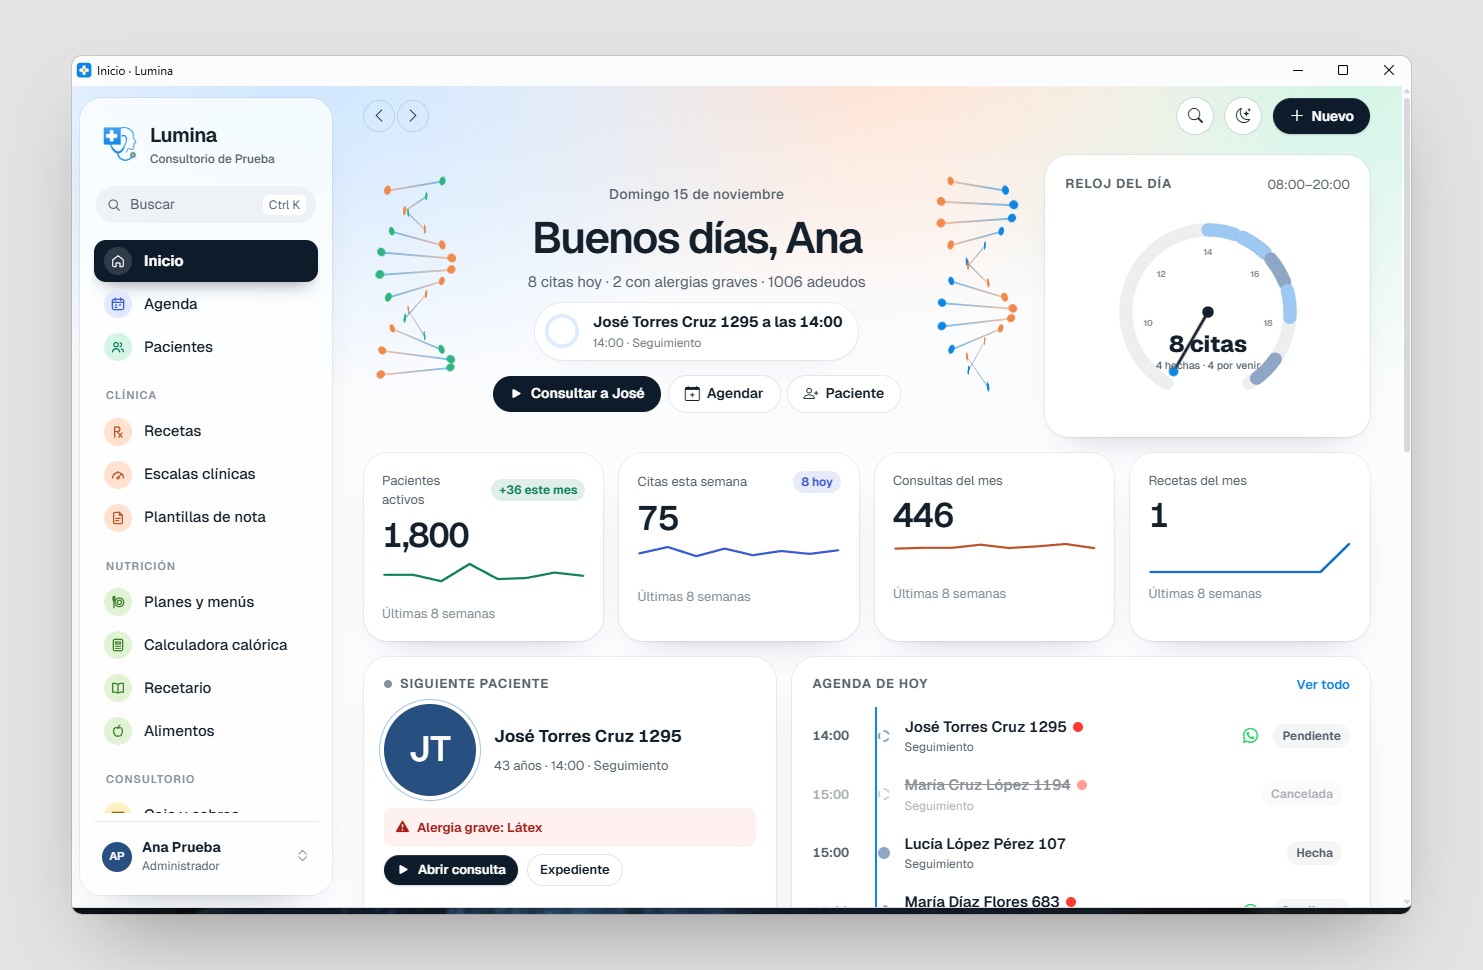 Inicio · Lumina
Lumina
Consultorio de Prueba
Buscar
Ctrl K
Inicio
Agenda
Pacientes
CLÍNICA
Recetas
Escalas clínicas
Plantillas de nota
NUTRICIÓN
Planes y menús
Calculadora calórica
Recetario
Alimentos
CONSULTORIO
AP
Ana Prueba
Administrador
Nuevo
Domingo 15 de noviembre
Buenos días, Ana
8 citas hoy · 2 con alergias graves · 1006 adeudos
José Torres Cruz 1295 a las 14:00
14:00 · Seguimiento
Consultar a José
Agendar
Paciente
RELOJ DEL DÍA
08:00–20:00
14
12
16
10
18
8 citas
4 hechas · 4 por venir
Pacientes activos
+36 este mes
1,800
Últimas 8 semanas
Citas esta semana
8 hoy
75
Últimas 8 semanas
Consultas del mes
446
Últimas 8 semanas
Recetas del mes
1
Últimas 8 semanas
SIGUIENTE PACIENTE
JT
José Torres Cruz 1295
43 años · 14:00 · Seguimiento
Alergia grave: Látex
Abrir consulta
Expediente
AGENDA DE HOY
Ver todo
14:00
José Torres Cruz 1295
Seguimiento
Pendiente
15:00
María Cruz López 1194
Seguimiento
Cancelada
15:00
Lucía López Pérez 107
Seguimiento
Hecha
María Díaz Flores 683